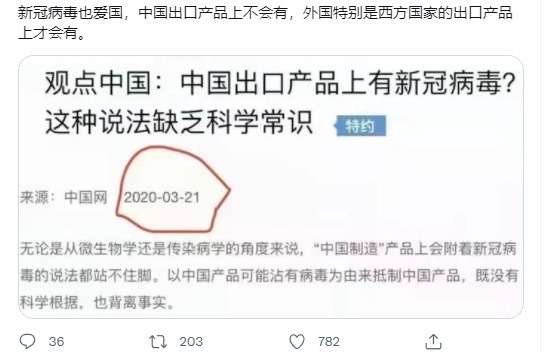 新冠病毒也爱国，中国出口产品上不会有，外国特别是西方国家的出口产品
上才会有。
观点中国：中国出口产品上有新冠病毒？
这种说法缺乏科学常识 特约
来源：中国网 2020-03-21
无论是从微生物学还是传染病学的角度来说，“中国制造”产品上会附着新冠病
毒的说法都站不住脚。以中国产品可能沾有病毒为由来抵制中国产品，既没有
科学根据，也背离事实。
36 203 782